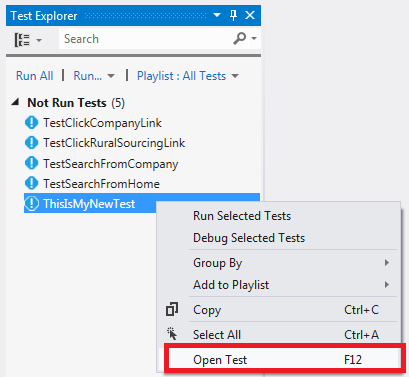 Test Explorer
Search
Run All | Run... Playlist : All Tests
Not Run Tests (5)
TestClickCompanyLink
TestClickRuralSourcingLink
TestSearchFromCompany
TestSearchFromHome
ThisIsMyNewTest
Run Selected Tests
Debug Selected Tests
Group By
Add to Playlist
Copy Ctrl+C
Select All Ctrl+A
Open Test F12